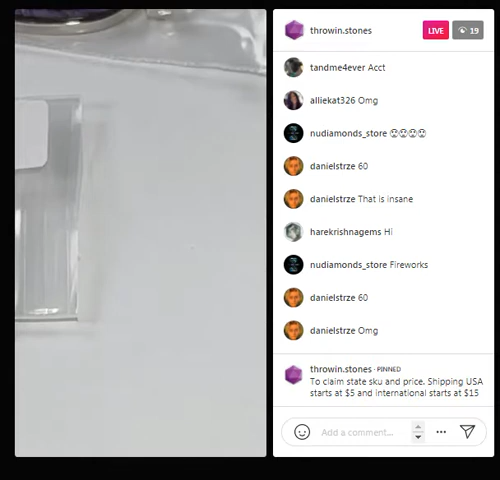 throwin.stones LIVE 19
tandme4ever Acct
alliekat326 Omg
nudiamonds_store
danielstrze 60
danielstrze That is insane
harekrishnagems Hi
nudiamonds_store Fireworks
danielstrze 60
danielstrze Omg
throwin.stones · PINNED
To claim state sku and price. Shipping USA
starts at $5 and international starts at $15
Add a comment...